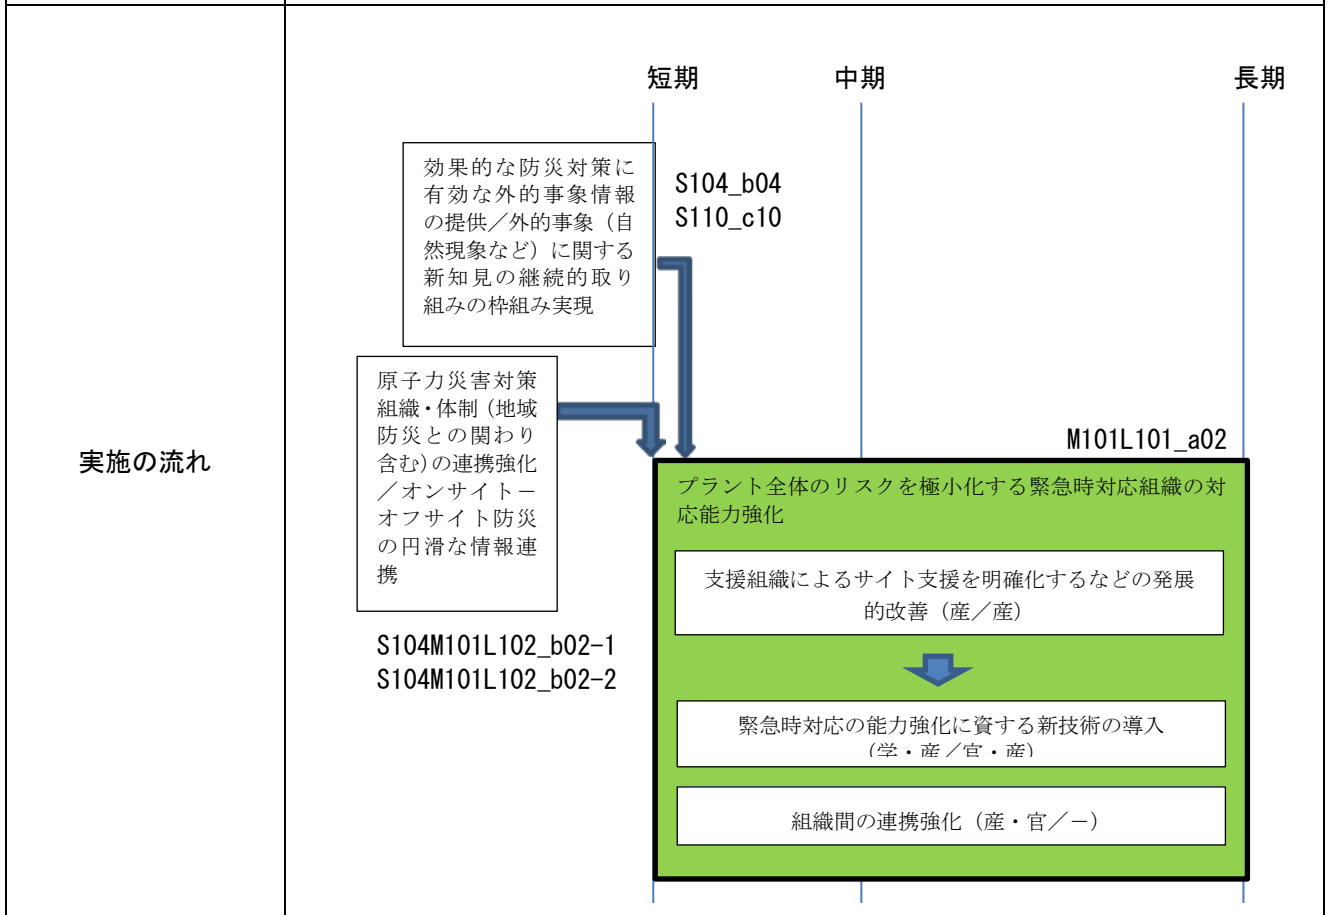 実施の流れ
短期 中期 長期
効果的な防災対策に
有効な外的事象情報
の提供／外的事象（自
然現象など）に関する
新知見の継続的取り
組みの枠組み実現
S104_b04
S110_c10
原子力災害対策
組織・体制（地域
防災との関わり
含む）の連携強化
／オンサイト－
オフサイト防災
の円滑な情報連
携
S104M101L102_b02-1
S104M101L102_b02-2
M101L101_a02
プラント全体のリスクを極小化する緊急時対応組織の対
応能力強化
支援組織によるサイト支援を明確化するなどの発展
的改善（産／産）
緊急時対応の能力強化に資する新技術の導入
（学・産／官・産）
組織間の連携強化（産・官／－）